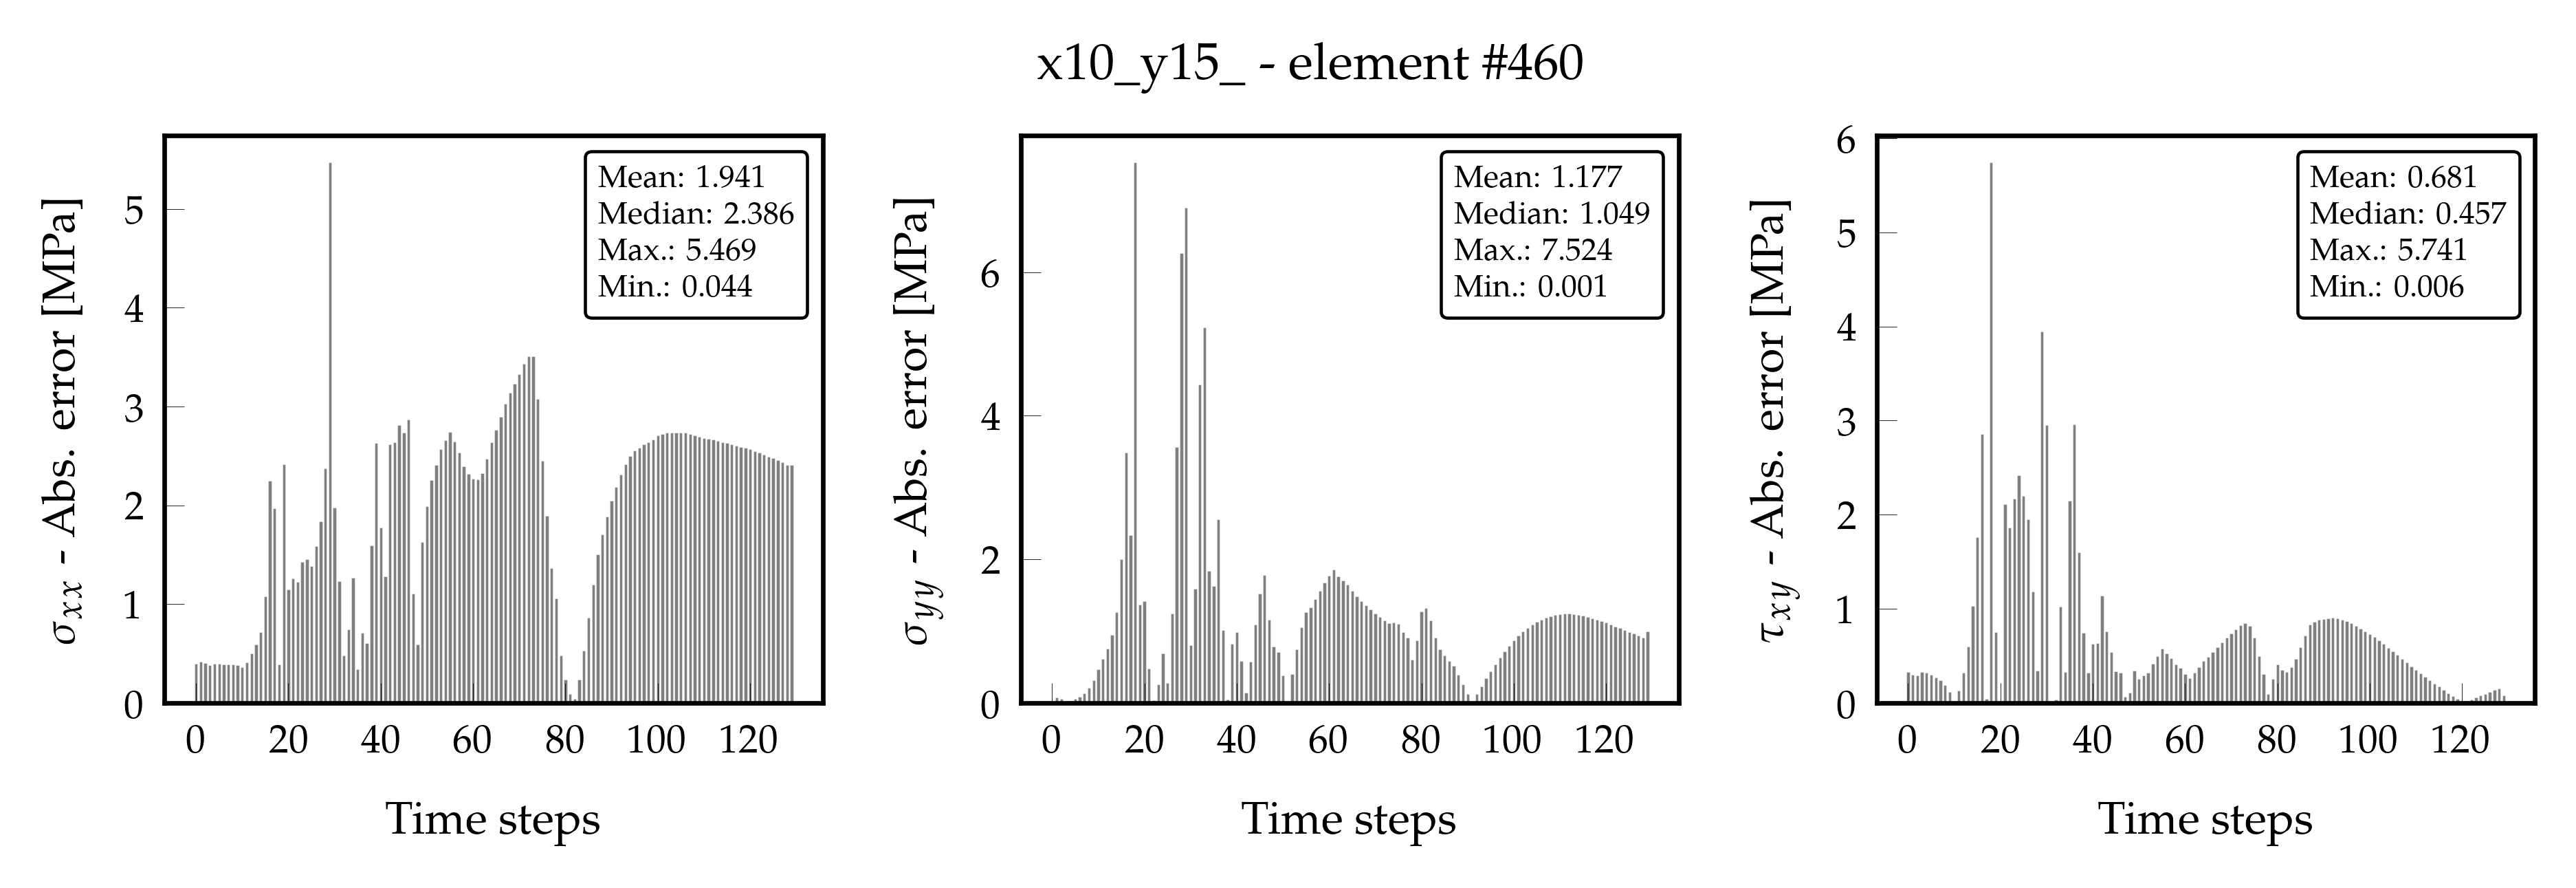 x10_y15_ - element #460
σxx - Abs. error [MPa]
5
4
3
2
1
0
Mean: 1.941
Median: 2.386
Max.: 5.469
Min.: 0.044
0 20 40 60 80 100 120
Time steps
σyy - Abs. error [MPa]
6
4
2
0
Mean: 1.177
Median: 1.049
Max.: 7.524
Min.: 0.001
0 20 40 60 80 100 120
Time steps
τxy - Abs. error [MPa]
6
5
4
3
2
1
0
Mean: 0.681
Median: 0.457
Max.: 5.741
Min.: 0.006
0 20 40 60 80 100 120
Time steps